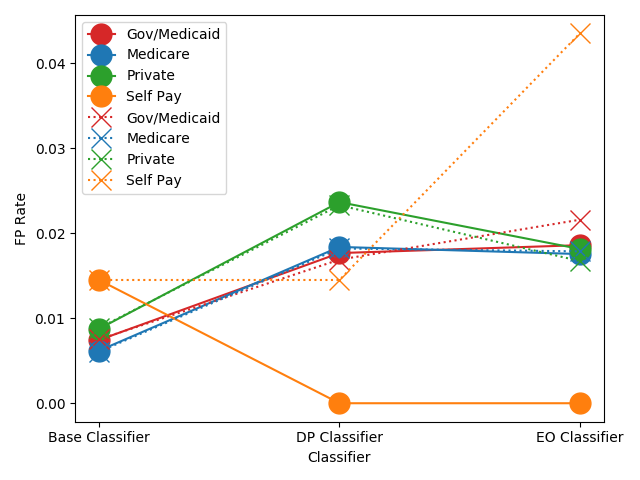 Gov/Medicaid
Medicare
Private
Self Pay
Gov/Medicaid
Medicare
Private
Self Pay
0.04
0.03
0.02
0.01
0.00
FP Rate
Base Classifier
DP Classifier
EO Classifier
Classifier